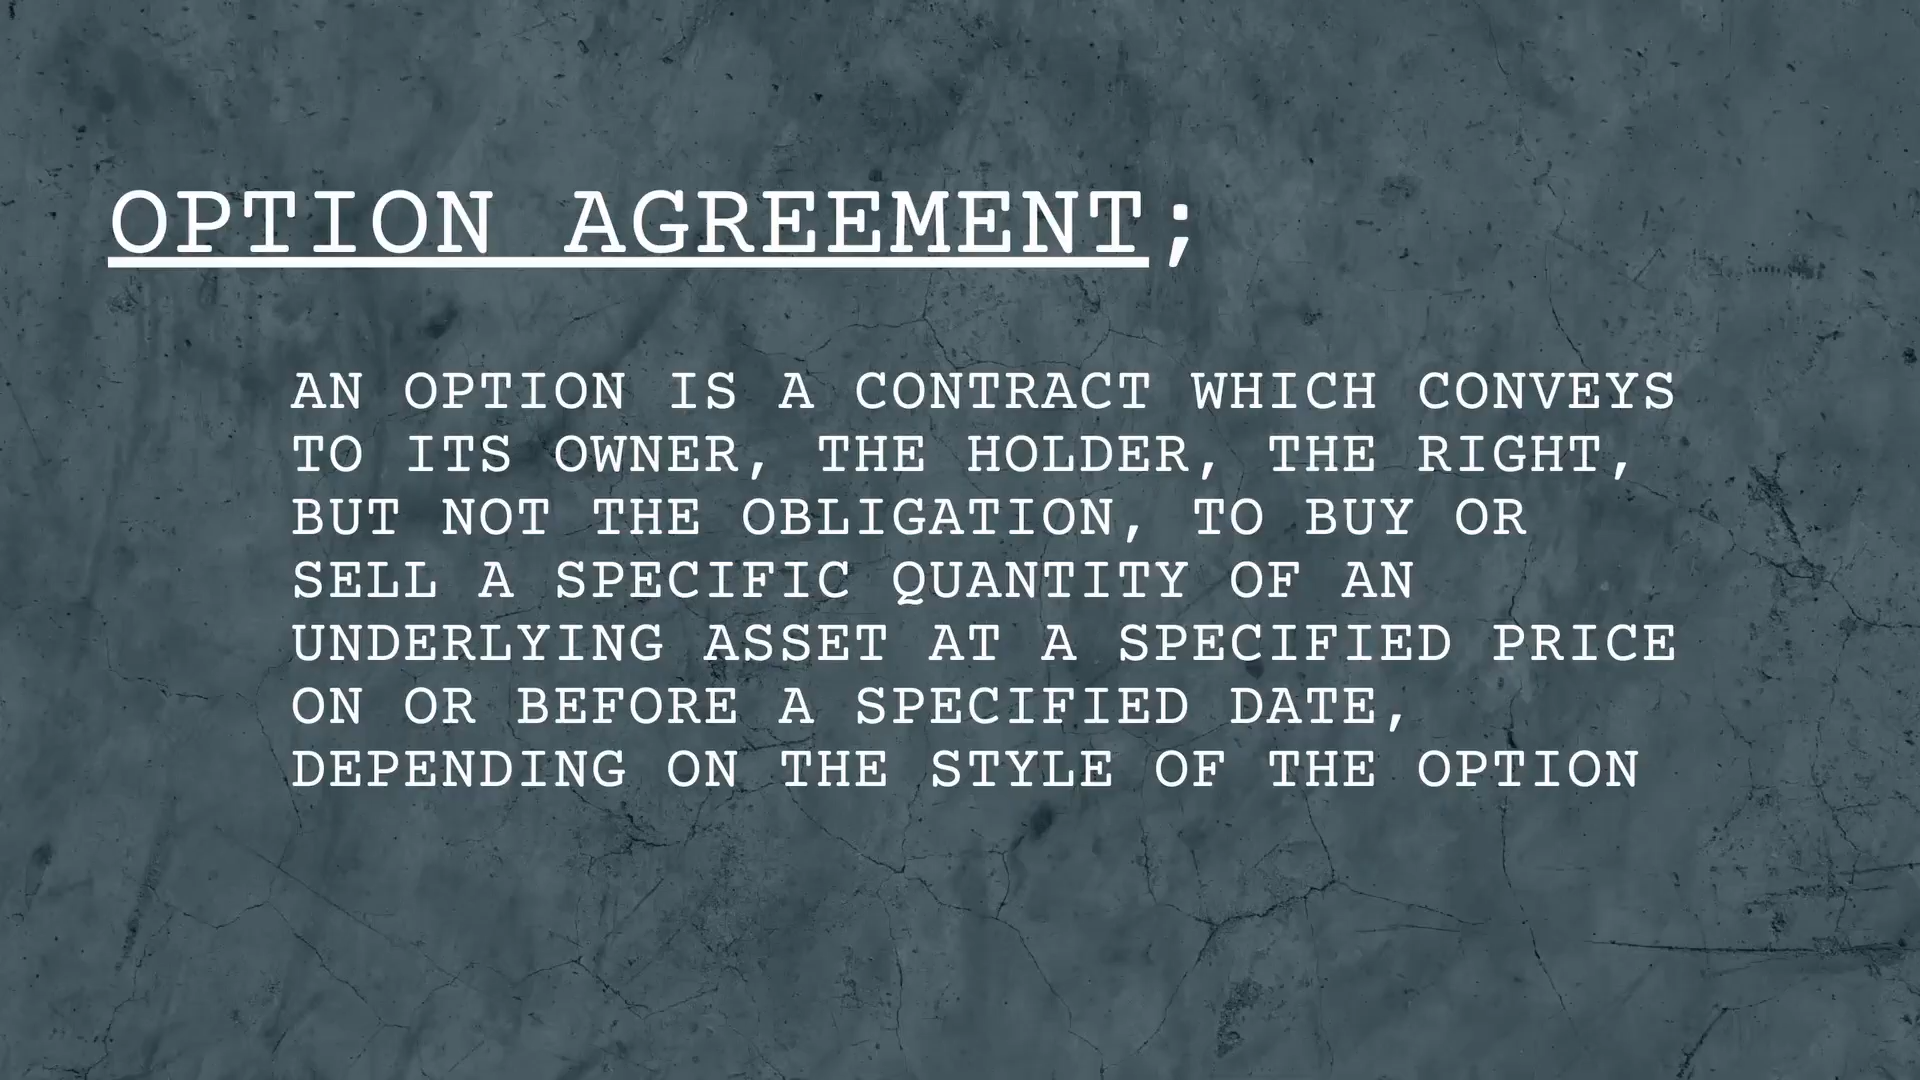 OPTION AGREEMENT;
AN OPTION IS A CONTRACT WHICH CONVEYS
TO ITS OWNER, THE HOLDER, THE RIGHT,
BUT NOT THE OBLIGATION, TO BUY OR
SELL A SPECIFIC QUANTITY OF AN
UNDERLYING ASSET AT A SPECIFIED PRICE
ON OR BEFORE A SPECIFIED DATE,
DEPENDING ON THE STYLE OF THE OPTION